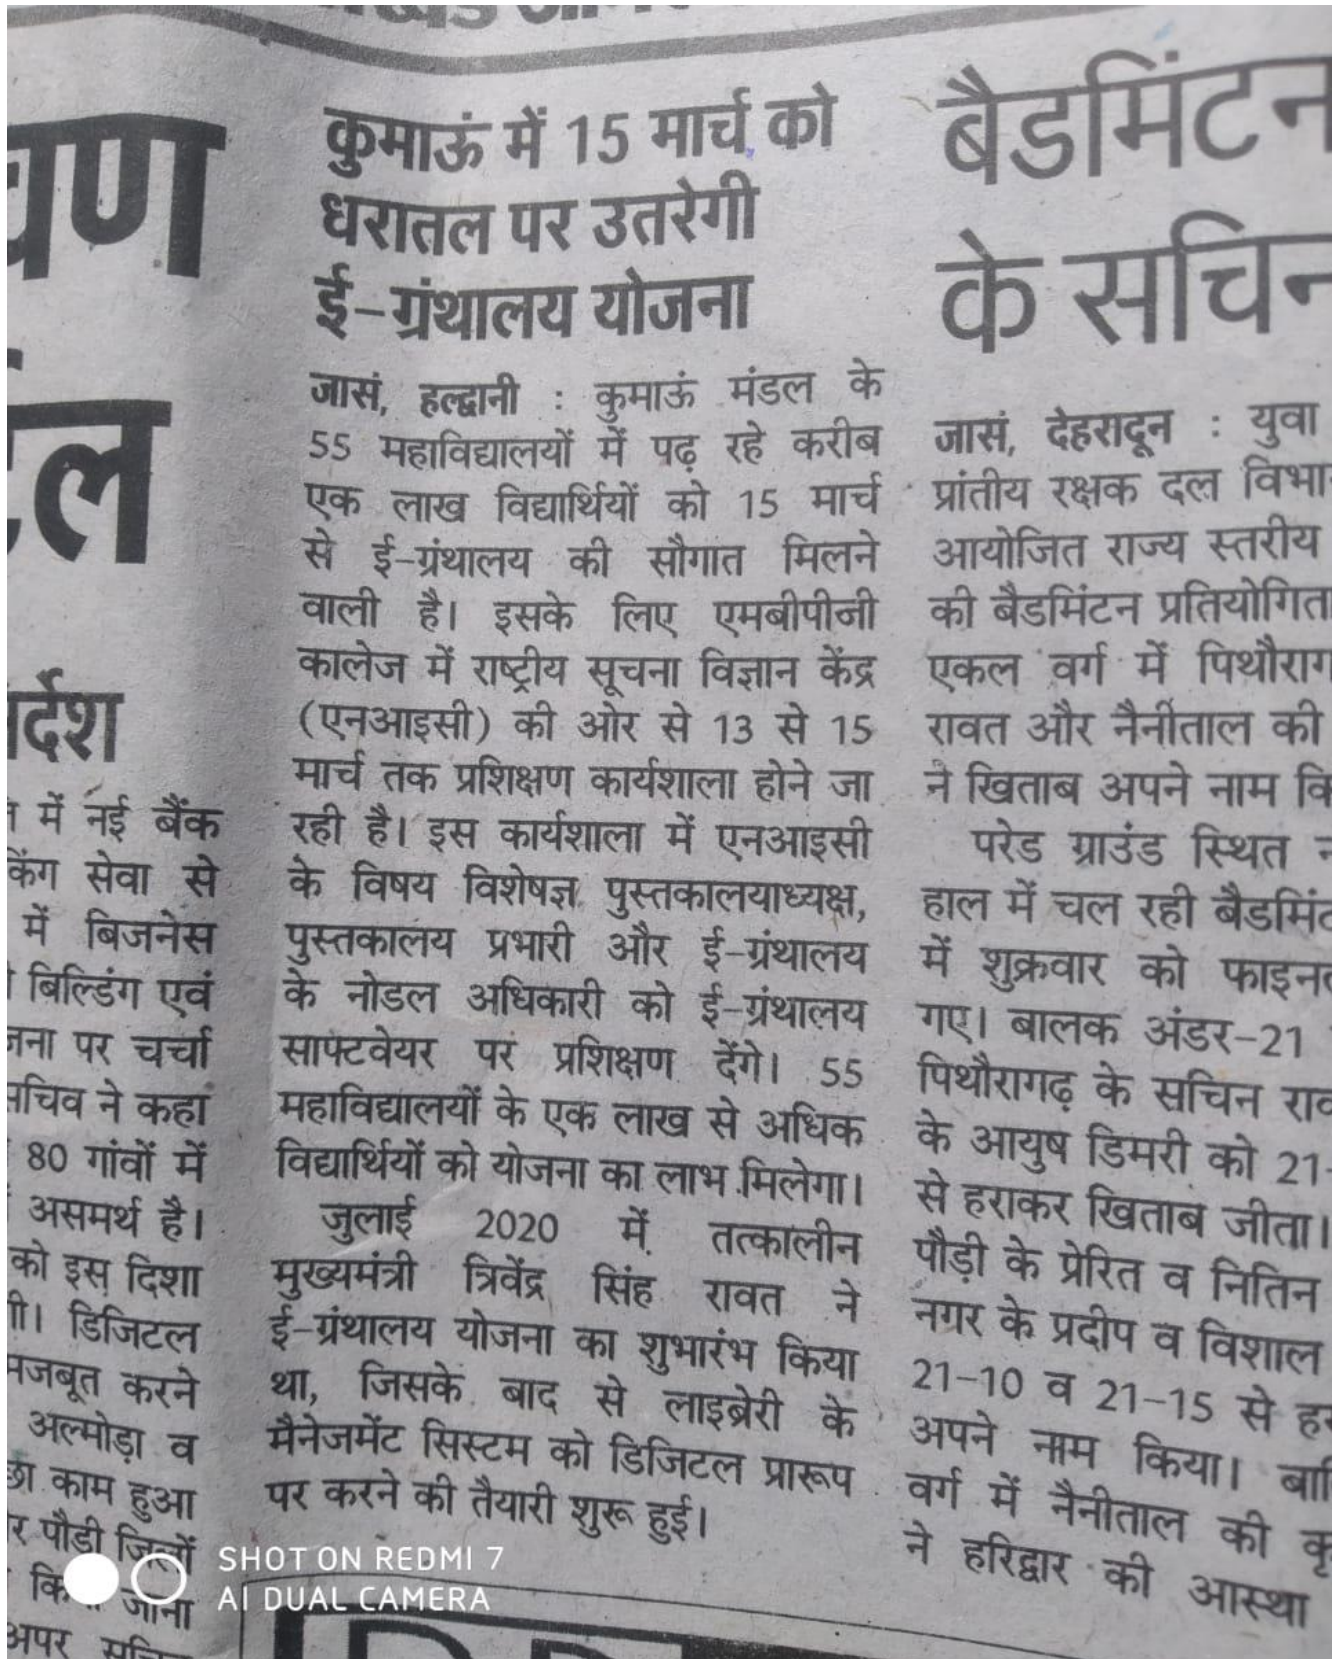 कुमाऊं में 15 मार्च को
धरातल पर उतरेगी
ई-ग्रंथालय योजना
जासं, हल्द्वानी : कुमाऊं मंडल के
55 महाविद्यालयों में पढ़ रहे करीब
एक लाख विद्यार्थियों को 15 मार्च
से ई-ग्रंथालय की सौगात मिलने
वाली है। इसके लिए एमबीपीजी
कालेज में राष्ट्रीय सूचना विज्ञान केंद्र
(एनआइसी) की ओर से 13 से 15
मार्च तक प्रशिक्षण कार्यशाला होने जा
रही है। इस कार्यशाला में एनआइसी
के विषय विशेषज्ञ पुस्तकालयाध्यक्ष,
पुस्तकालय प्रभारी और ई-ग्रंथालय
के नोडल अधिकारी को ई-ग्रंथालय
साफ्टवेयर पर प्रशिक्षण देंगे। 55
महाविद्यालयों के एक लाख से अधिक
विद्यार्थियों को योजना का लाभ मिलेगा।
जुलाई 2020 में तत्कालीन
मुख्यमंत्री त्रिवेंद्र सिंह रावत ने
ई-ग्रंथालय योजना का शुभारंभ किया
था, जिसके बाद से लाइब्रेरी के
मैनेजमेंट सिस्टम को डिजिटल प्रारूप
पर करने की तैयारी शुरू हुई।
बैडमिंटन
के सचिन
जासं, देहरादून : युवा
प्रांतीय रक्षक दल
आयोजित राज्य स्तरीय
की बैडमिंटन
एकल वर्ग में
रावत और नैनीताल की
ने खिताब अपने नाम
परेड ग्राउंड स्थित
हाल में चल रही
में शुक्रवार को
गए। बालक अंडर-21
पिथौरागढ़ के सचिन
के आयुष डिमरी को 21-
से हराकर खिताब जीता।
पौड़ी के प्रेरित व नितिन
नगर के प्रदीप व विशाल
21-10 व 21-15 से
अपने नाम किया।
वर्ग में नैनीताल की
ने हरिद्वार की आस्था
में नई बैंक
सेवा से
में बिजनेस
बिल्डिंग एवं
पर चर्चा
ने कहा
80 गांवों में
असमर्थ है।
को इस दिशा
डिजिटल
करने
अल्मोड़ा व
काम हुआ
पौडी जिलों
जाना
अपर
SHOT ON REDMI 7
AI DUAL CAMERA